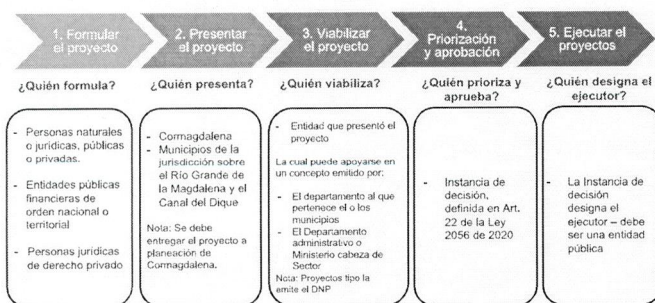 1. Formular
el proyecto
2. Presentar
el proyecto
3. Viabilizar
el proyecto
4.
Priorización
y aprobación
5. Ejecutar el
proyectos
¿Quién formula?
¿Quién presenta?
¿Quién viabiliza?
¿Quién prioriza y
aprueba?
¿Quién designa el
ejecutor?
- Personas naturales
o jurídicas, públicas
o privadas.
- Entidades públicas
financieras de
orden nacional o
territorial
- Personas juridicas
de derecho privado
- Cormagdalena
- Municipios de la
jurisdicción sobre
el Río Grande de
la Magdalena y el
Canal del Dique
Nota: Se debe
entregar el proyecto a
planeación de
Cormagdalena.
- Entidad que presentó el
proyecto
La cual puede apoyarse en
un concepto emitido por:
- El departamento al que
pertenece el o los
municipios
- El Departamento
administrativo o
Ministerio cabeza de
Sector
Nota: Proyectos tipo la
emite el DNP
- Instancia de
decisión,
definida en Art.
22 de la Ley
2056 de 2020
- La Instancia de
decisión
designa el
ejecutor – debe
ser una entidad
pública